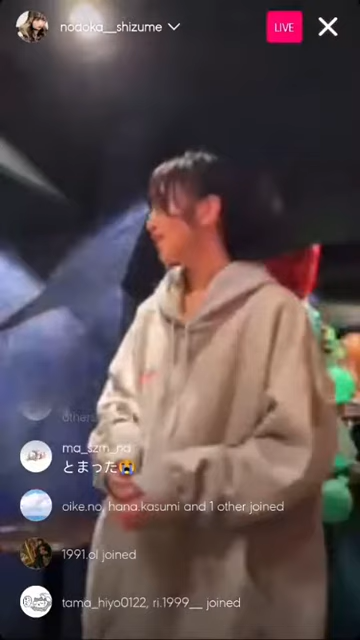 nodoka__shizume
LIVE
others
ma_szm_na
とまった😭
oike.no, hana.kasumi and 1 other joined
1991.ol joined
tama_hiyo0122, ri.1999__ joined